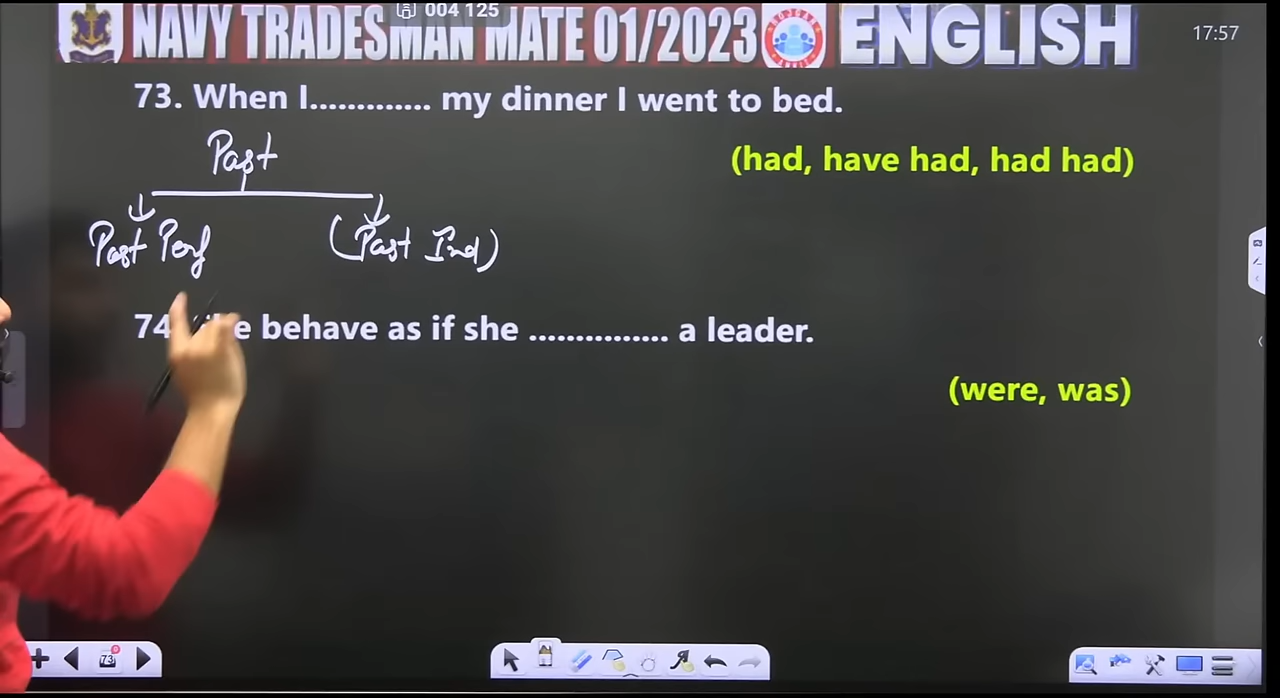 004 125
NAVY TRADESMAN MATE 01/2023 ENGLISH
17:57
73. When I............. my dinner I went to bed.
(had, have had, had had)
Past
Past Perf (Past Ind)
74. behave as if she ............... a leader.
(were, was)
73